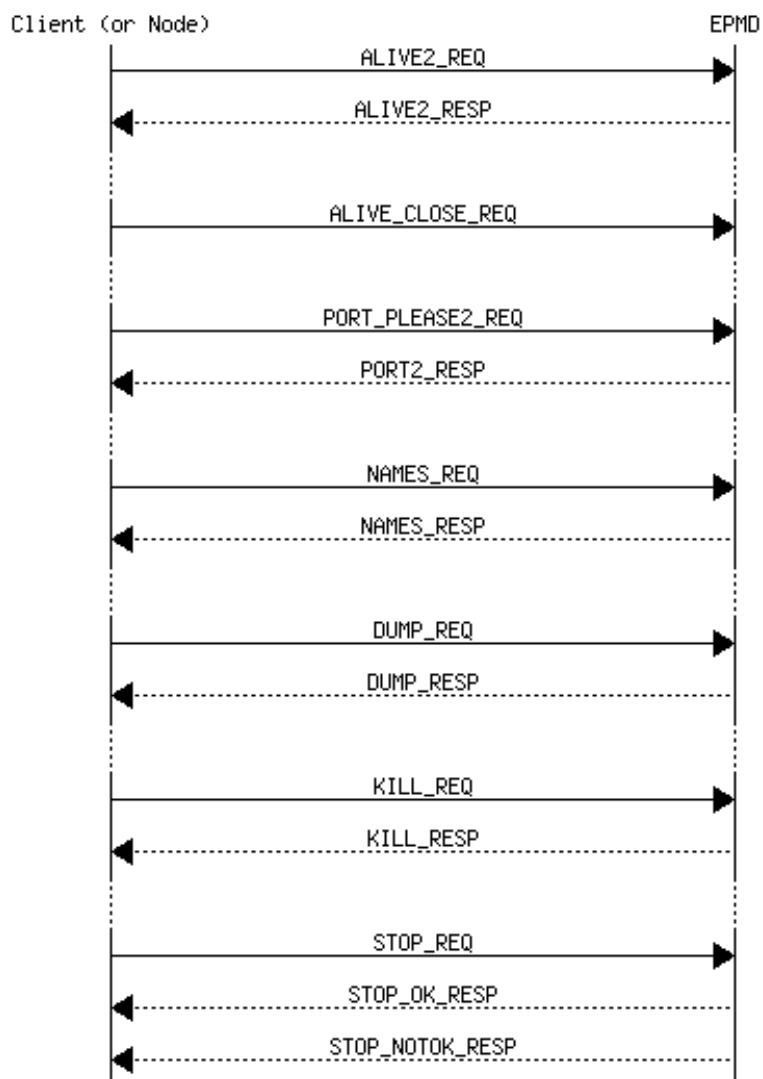 Client (or Node) EPMD
ALIVE2_REQ
ALIVE2_RESP
ALIVE_CLOSE_REQ
PORT_PLEASE2_REQ
PORT2_RESP
NAMES_REQ
NAMES_RESP
DUMP_REQ
DUMP_RESP
KILL_REQ
KILL_RESP
STOP_REQ
STOP_OK_RESP
STOP_NOTOK_RESP